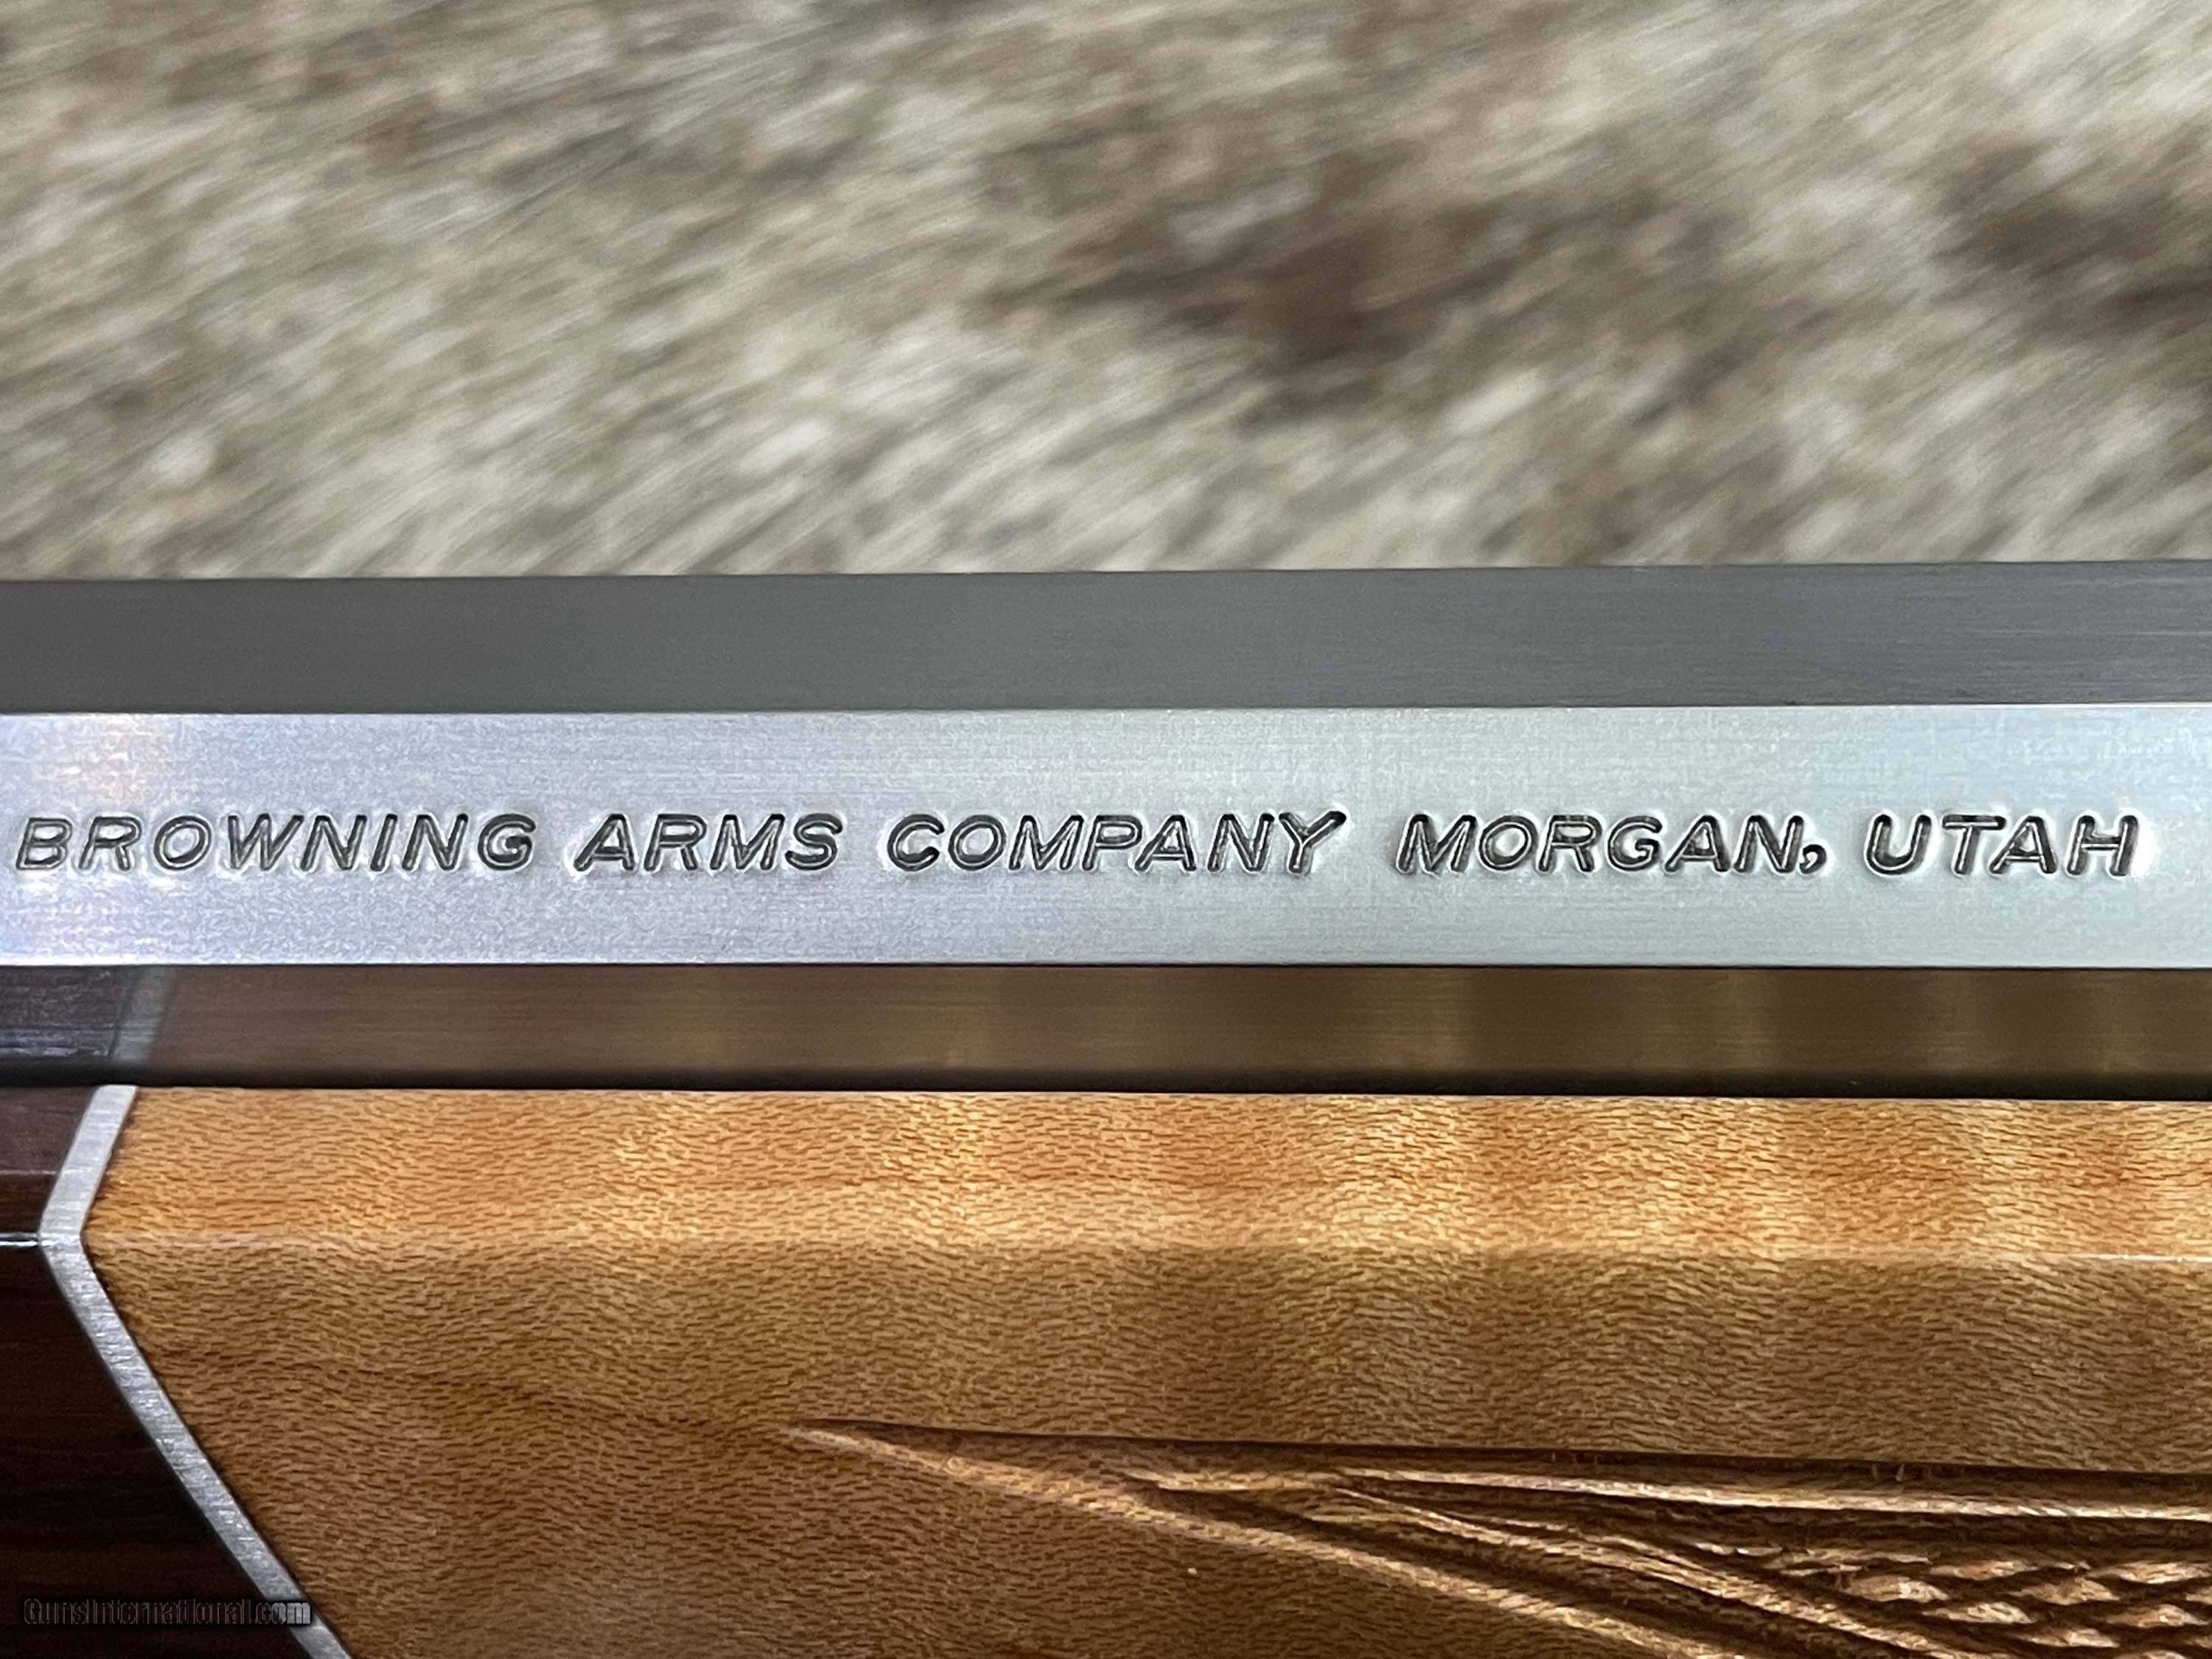 BROWNING ARMS COMPANY MORGAN, UTAH
GunsInternational.com